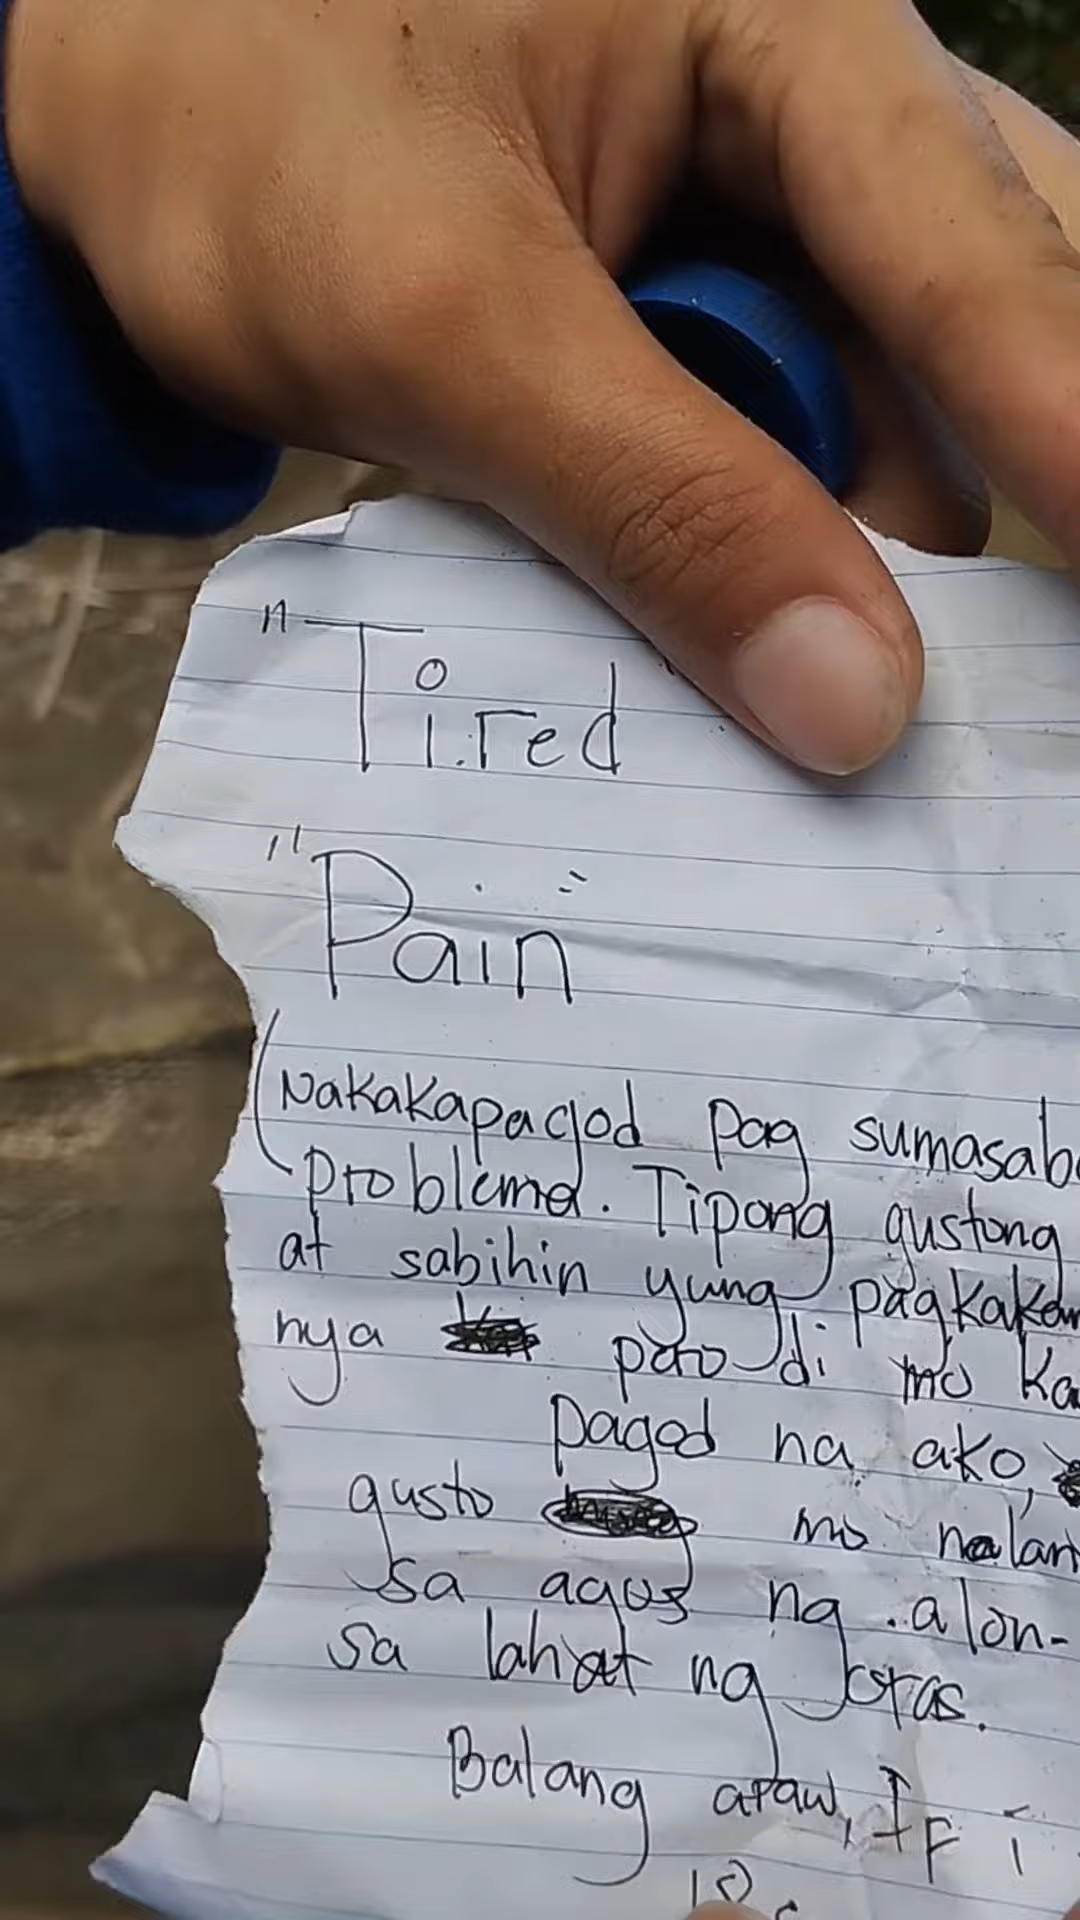 "Tired"
"Pain"
(Nakakapagod pag
problema. Tipong gustong
at sabihin yung
nya pero di mo
pagod na ako,
gusto mo
sa agos ng alon-
sa lahat ng oras.
Balang araw, IF i